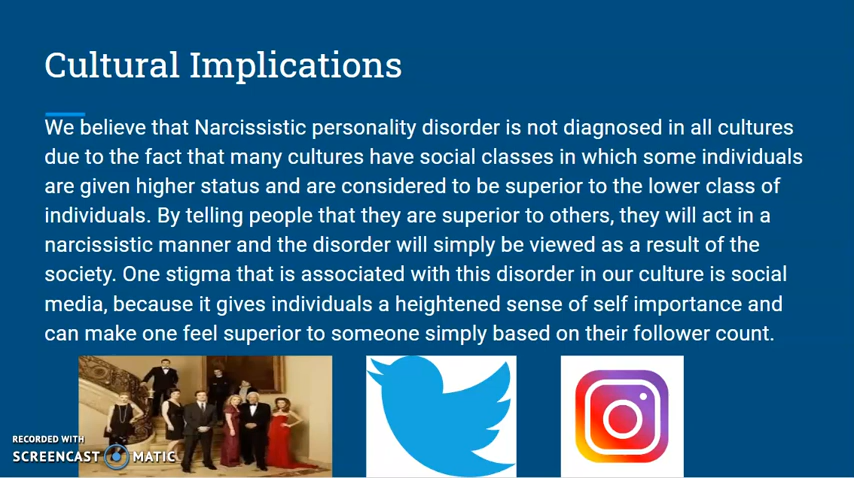 Cultural Implications
We believe that Narcissistic personality disorder is not diagnosed in all cultures
due to the fact that many cultures have social classes in which some individuals
are given higher status and are considered to be superior to the lower class of
individuals. By telling people that they are superior to others, they will act in a
narcissistic manner and the disorder will simply be viewed as a result of the
society. One stigma that is associated with this disorder in our culture is social
media, because it gives individuals a heightened sense of self importance and
can make one feel superior to someone simply based on their follower count.
RECORDED WITH
SCREENCAST MATIC